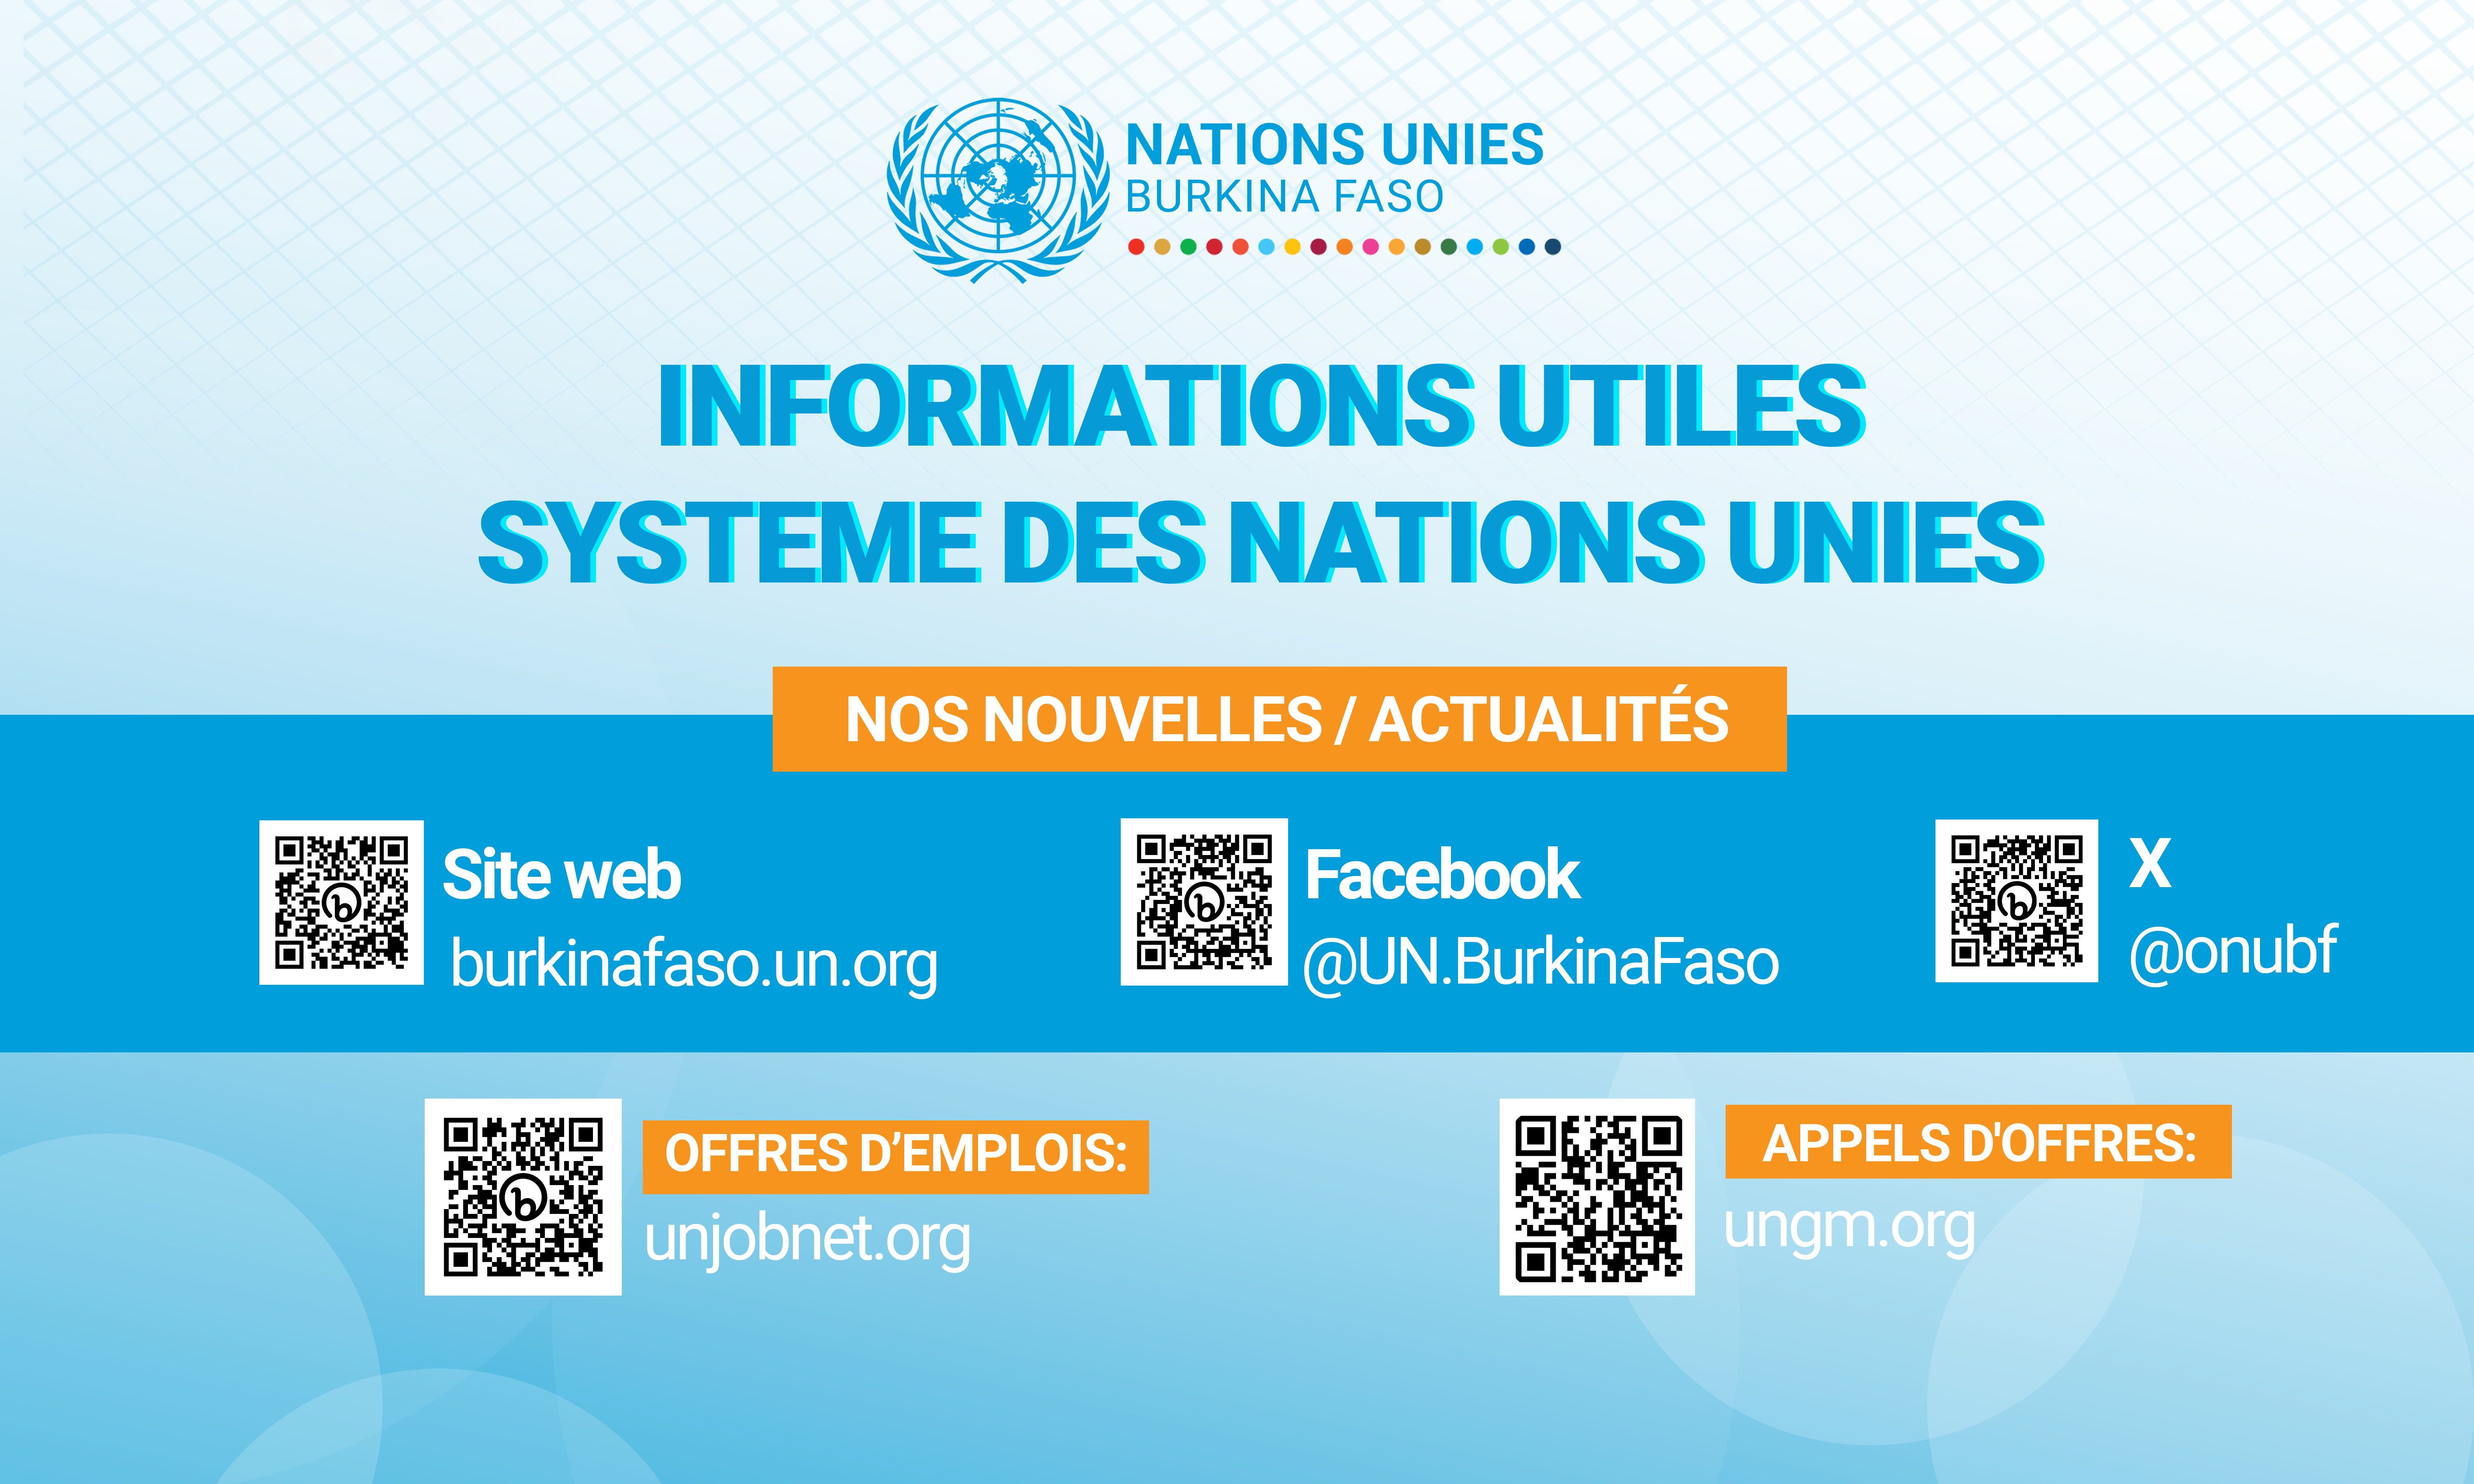 NATIONS UNIES
BURKINA FASO
INFORMATIONS UTILES
SYSTEME DES NATIONS UNIES
NOS NOUVELLES / ACTUALITÉS
Site web
burkinafaso.un.org
Facebook
@UN.BurkinaFaso
X
@onubf
OFFRES D’EMPLOIS:
unjobnet.org
APPELS D'OFFRES:
ungm.org